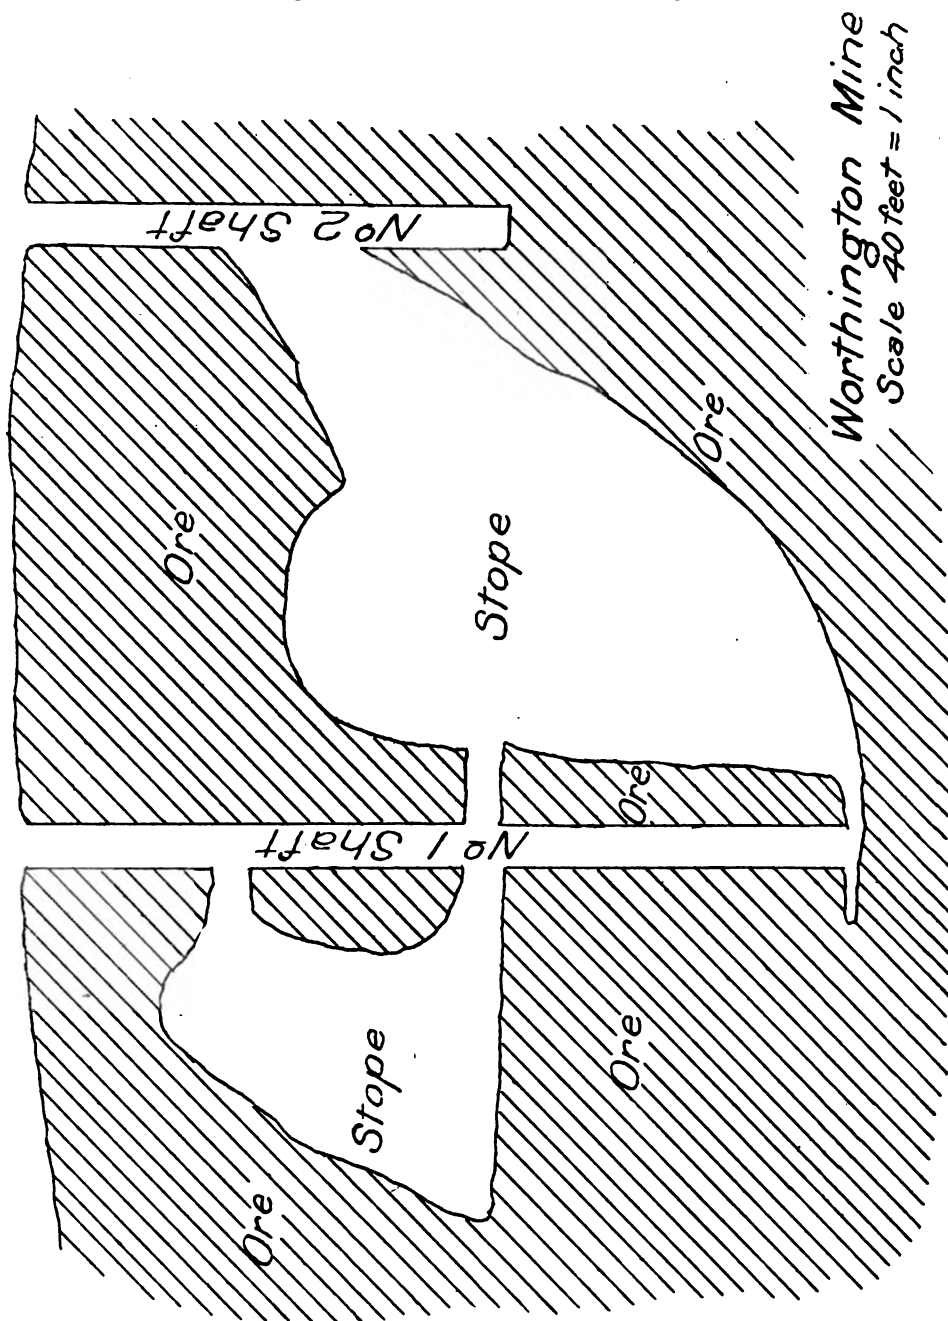 Nº 2 Shaft
Ore
Ore
Stope
Nº 1 Shaft
Ore
Stope
Ore
Ore
Worthington Mine
Scale 40 feet = 1 inch